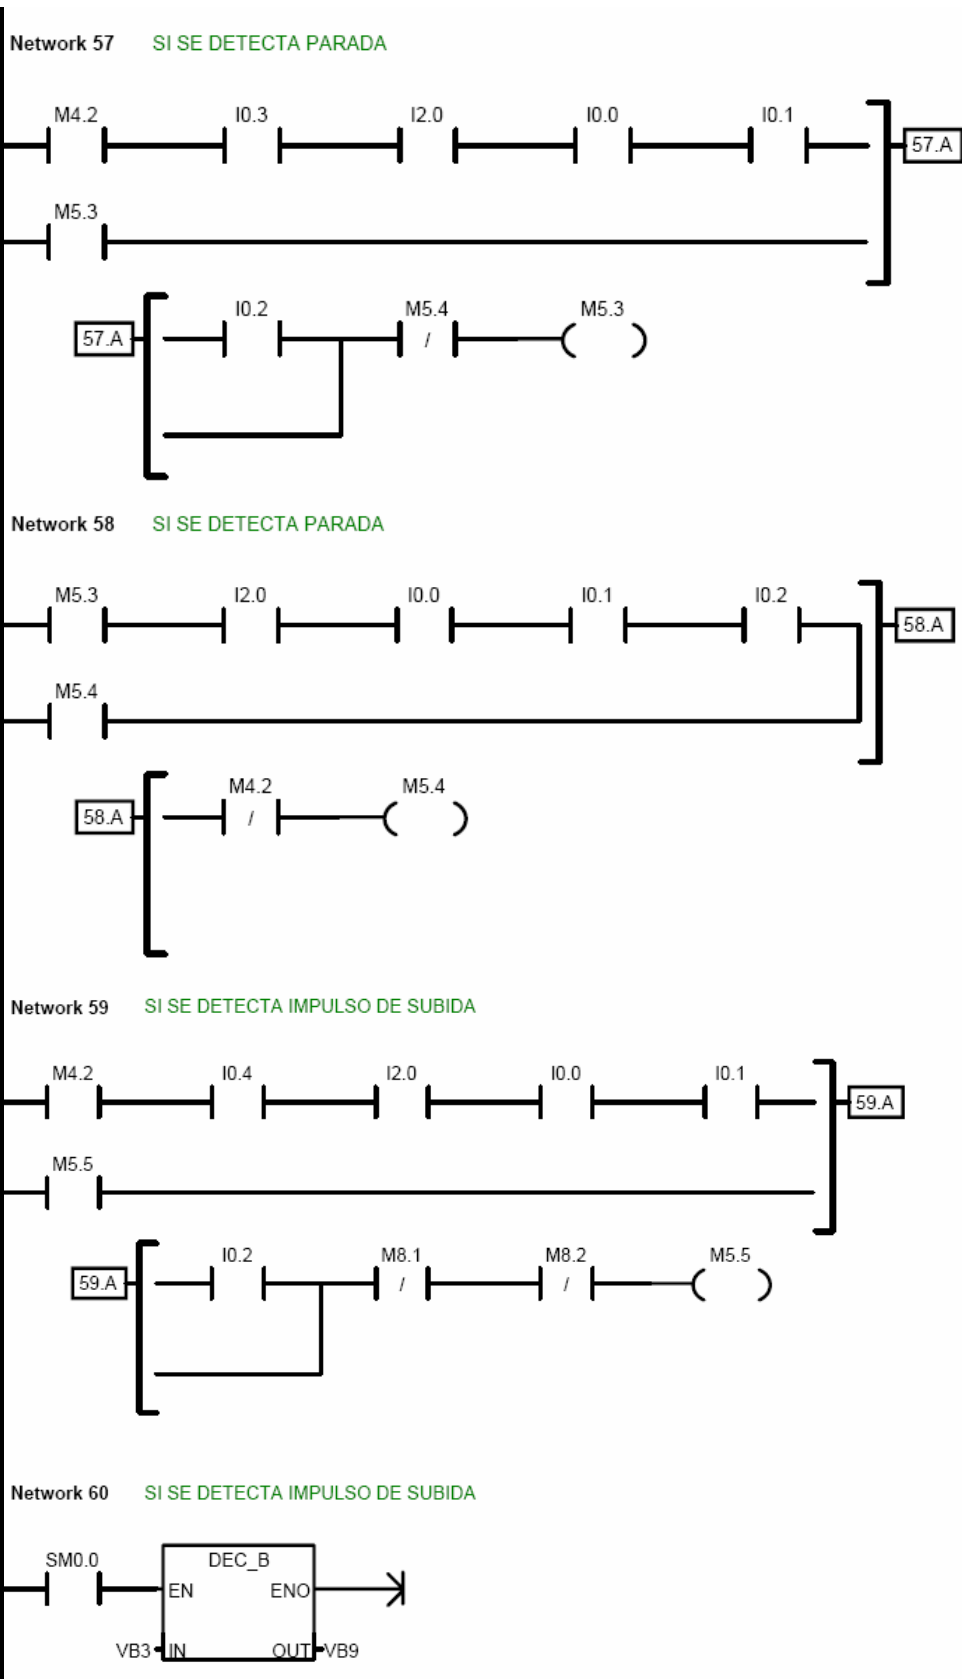 Network 57 SI SE DETECTA PARADA
M4.2 I0.3 I2.0 I0.0 I0.1
57.A
M5.3
I0.2 M5.4 M5.3
57.A /
Network 58 SI SE DETECTA PARADA
M5.3 I2.0 I0.0 I0.1 I0.2
58.A
M5.4
M4.2 M5.4
58.A /
Network 59 SI SE DETECTA IMPULSO DE SUBIDA
M4.2 I0.4 I2.0 I0.0 I0.1
59.A
M5.5
I0.2 M8.1 M8.2 M5.5
59.A / /
Network 60 SI SE DETECTA IMPULSO DE SUBIDA
SM0.0 DEC_B
EN ENO
VB3 IN OUT VB9